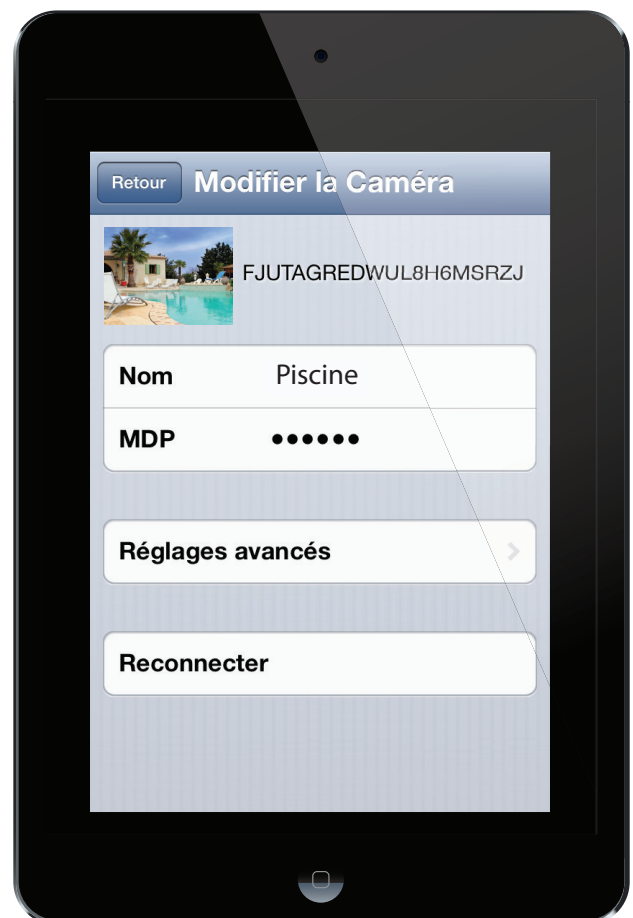 Retour Modifier la Caméra
FJUTAGREDWUL8H6MSRZJ
Nom Piscine
MDP ••••••
Réglages avancés
Reconnecter